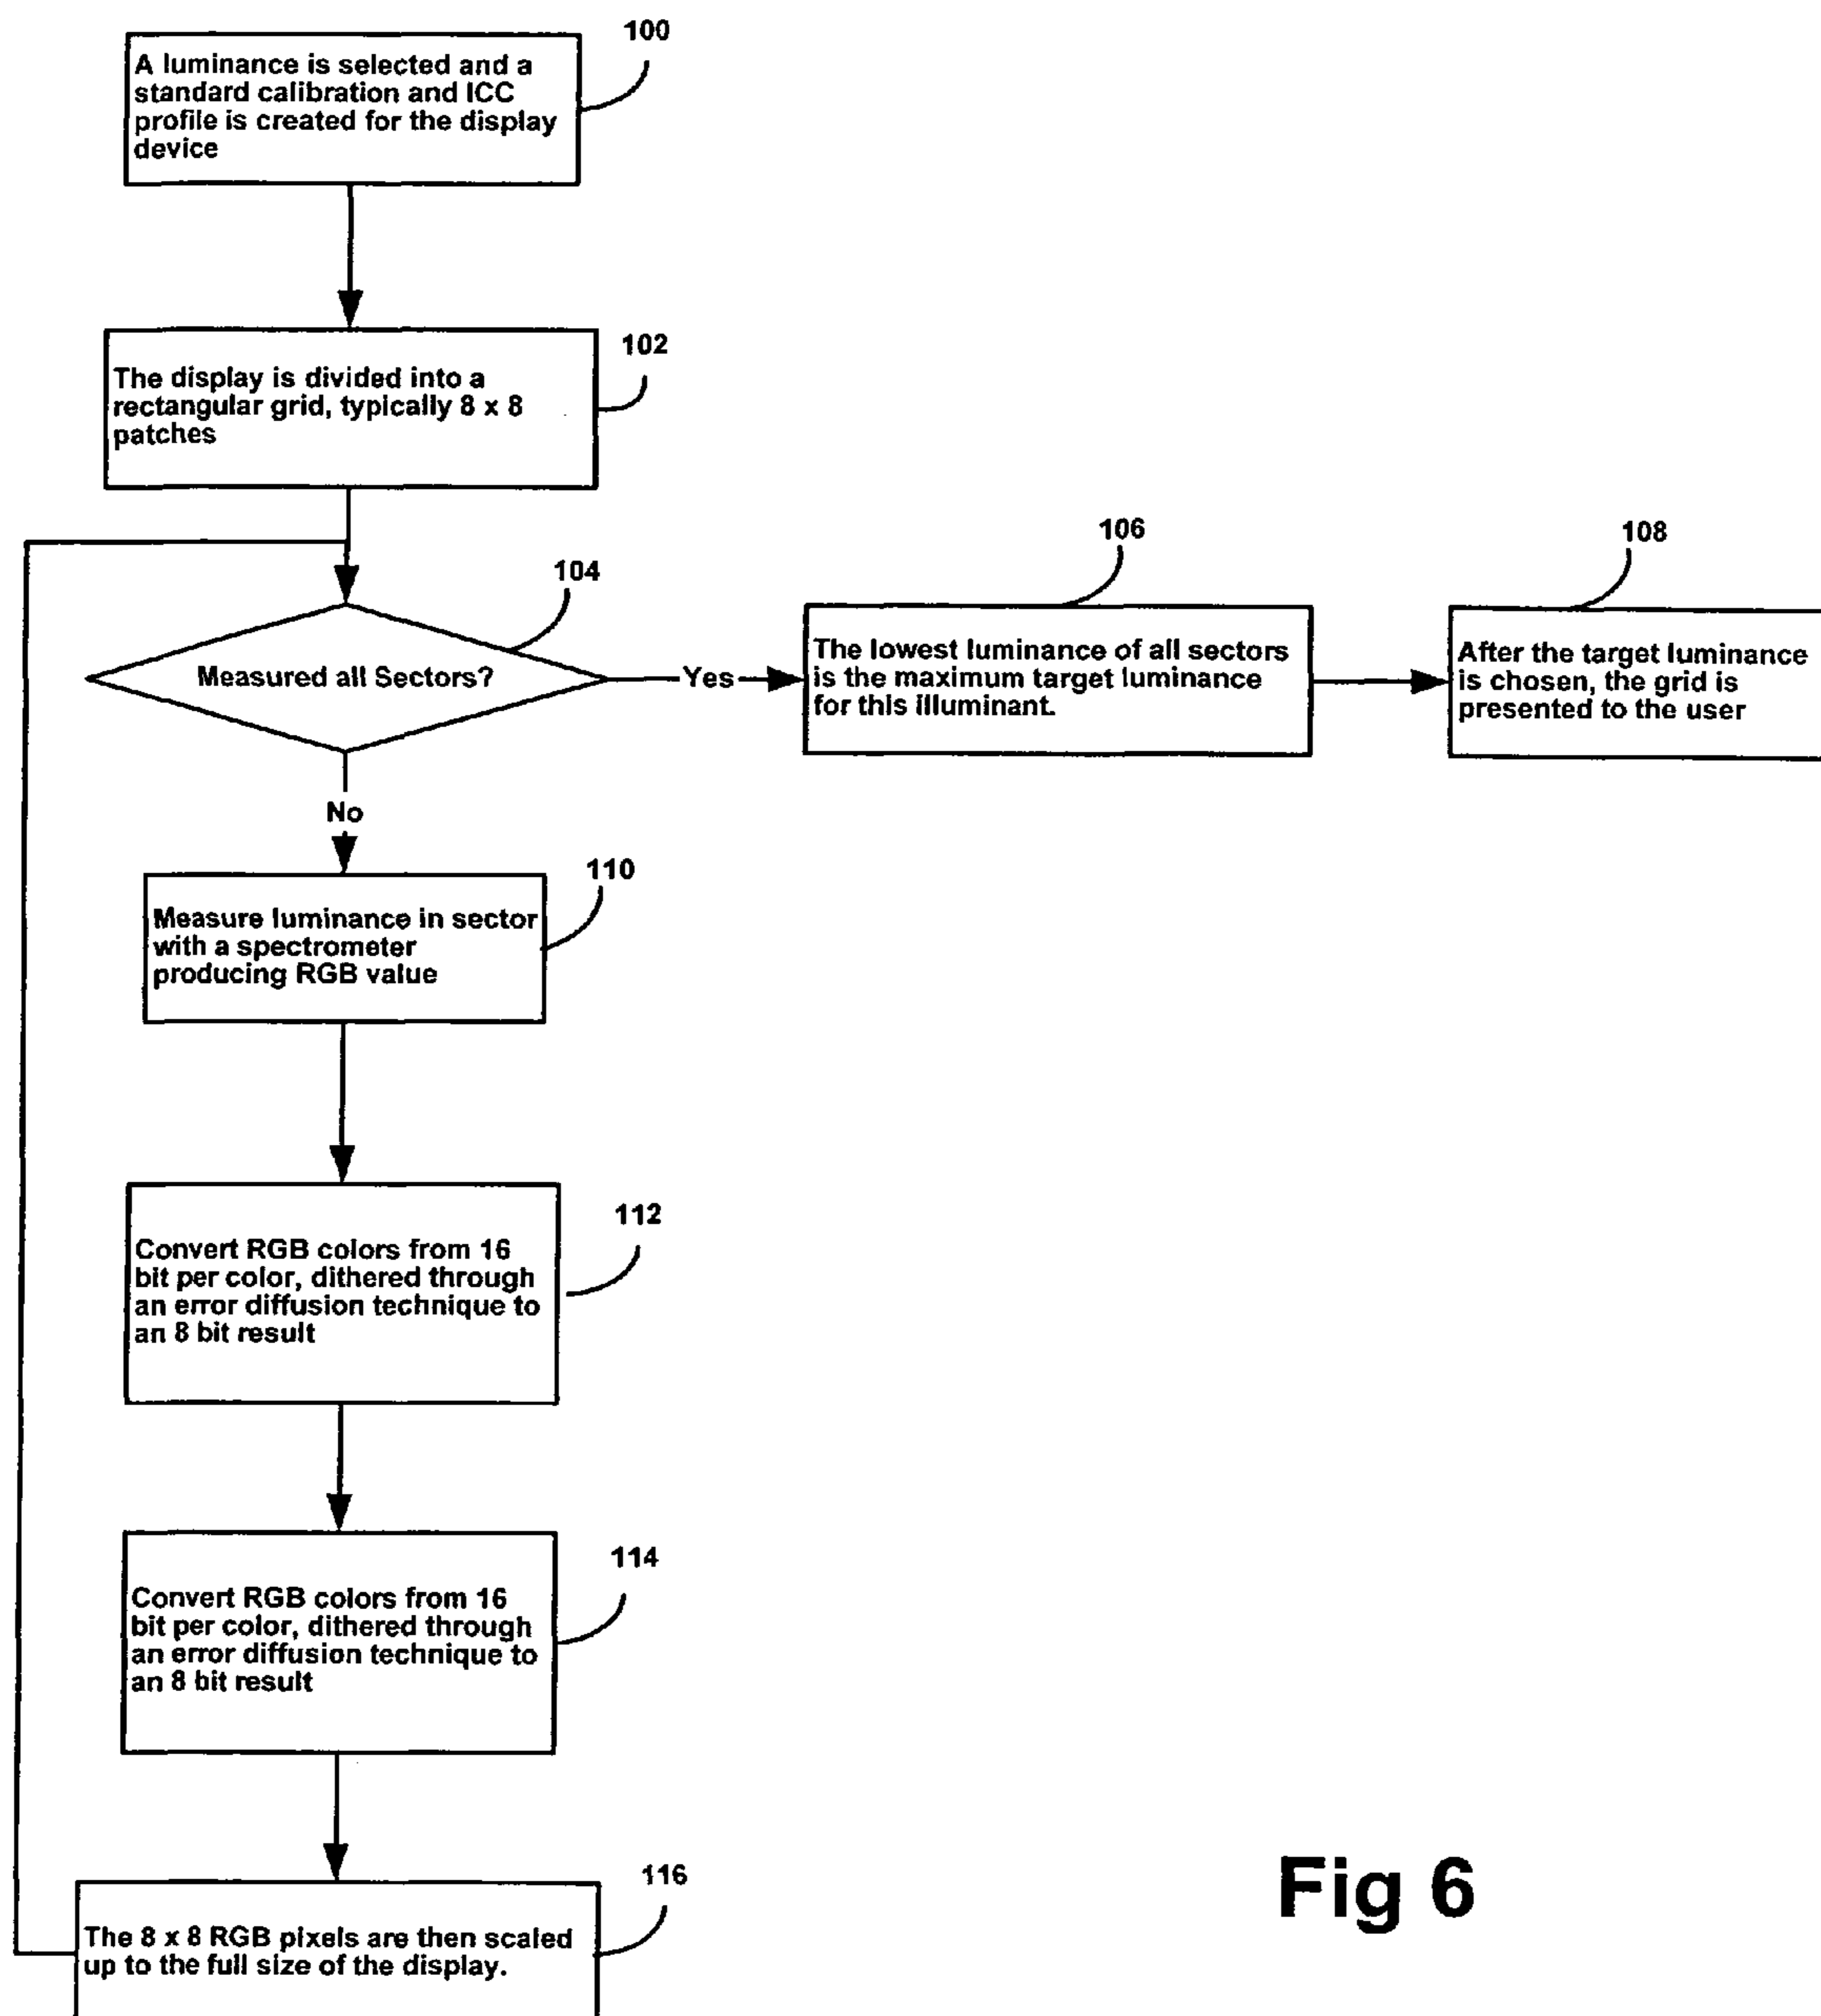 100
A luminance is selected and a
standard calibration and ICC
profile is created for the display
device
102
The display is divided into a
rectangular grid, typically 8 x 8
patches
104
Measured all Sectors?
Yes
106
The lowest luminance of all sectors
is the maximum target luminance
for this illuminant.
108
After the target luminance
is chosen, the grid is
presented to the user
No
110
Measure luminance in sector
with a spectrometer
producing RGB value
112
Convert RGB colors from 16
bit per color, dithered through
an error diffusion technique to
an 8 bit result
114
Convert RGB colors from 16
bit per color, dithered through
an error diffusion technique to
an 8 bit result
116
The 8 x 8 RGB pixels are then scaled
up to the full size of the display.
Fig 6